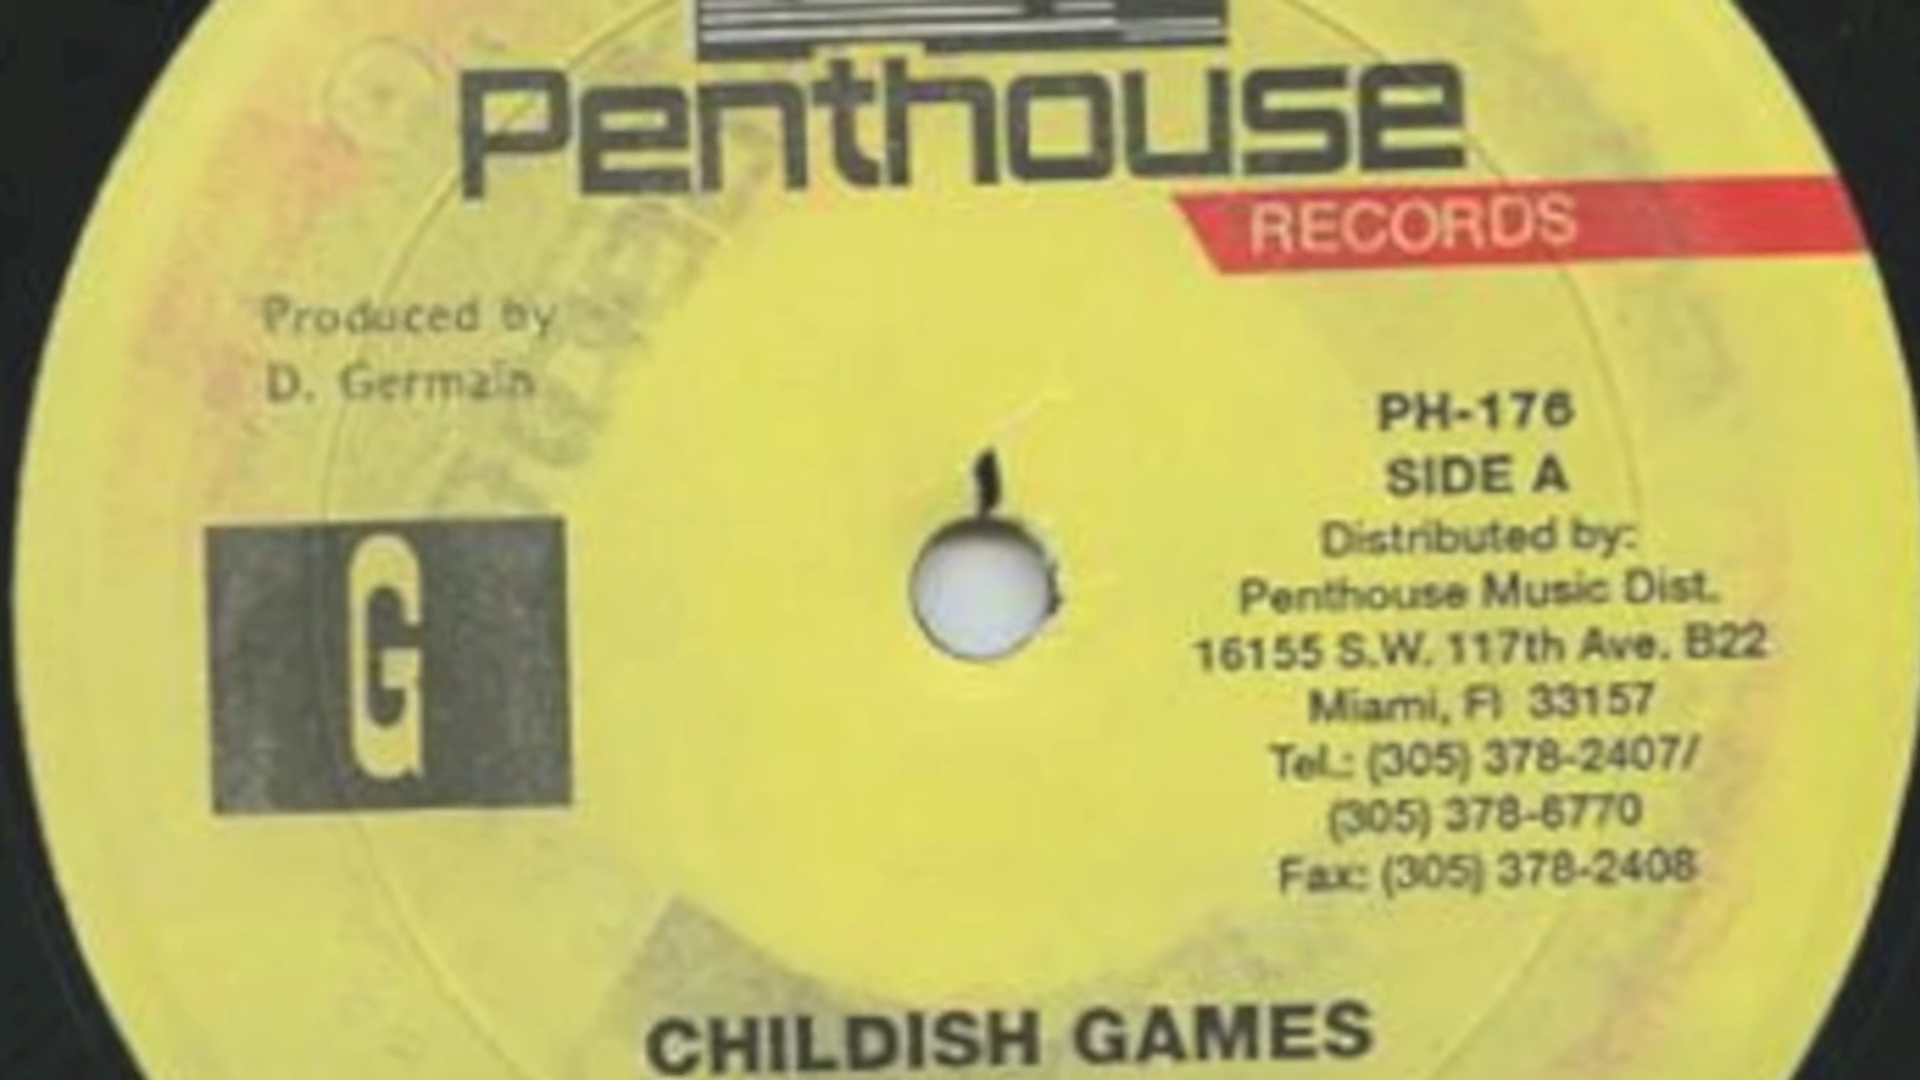 Penthouse
RECORDS
Produced by
D. Germain
G
PH-176
SIDE A
Distributed by:
Penthouse Music Dist.
16155 S.W. 117th Ave. B22
Miami, Fl 33157
Tel.: (305) 378-2407/
(305) 378-6770
Fax: (305) 378-2408
CHILDISH GAMES